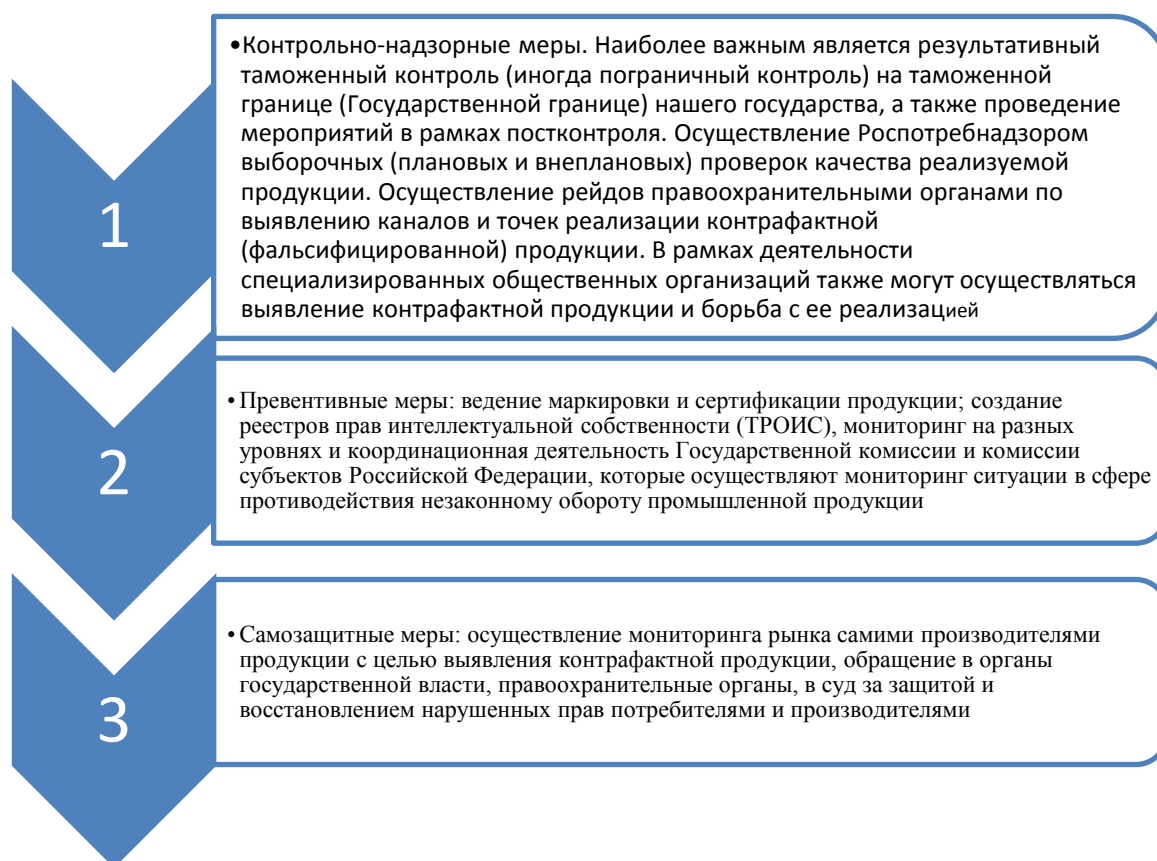 1
•Контрольно-надзорные меры. Наиболее важным является результативный
таможенный контроль (иногда пограничный контроль) на таможенной
границе (Государственной границе) нашего государства, а также проведение
мероприятий в рамках постконтроля. Осуществление Роспотребнадзором
выборочных (плановых и внеплановых) проверок качества реализуемой
продукции. Осуществление рейдов правоохранительными органами по
выявлению каналов и точек реализации контрафактной
(фальсифицированной) продукции. В рамках деятельности
специализированных общественных организаций также могут осуществляться
выявление контрафактной продукции и борьба с ее реализацией
2
• Превентивные меры: ведение маркировки и сертификации продукции; создание
реестров прав интеллектуальной собственности (ТРОИС), мониторинг на разных
уровнях и координационная деятельность Государственной комиссии и комиссии
субъектов Российской Федерации, которые осуществляют мониторинг ситуации в сфере
противодействия незаконному обороту промышленной продукции
3
• Самозащитные меры: осуществление мониторинга рынка самими производителями
продукции с целью выявления контрафактной продукции, обращение в органы
государственной власти, правоохранительные органы, в суд за защитой и
восстановлением нарушенных прав потребителями и производителями